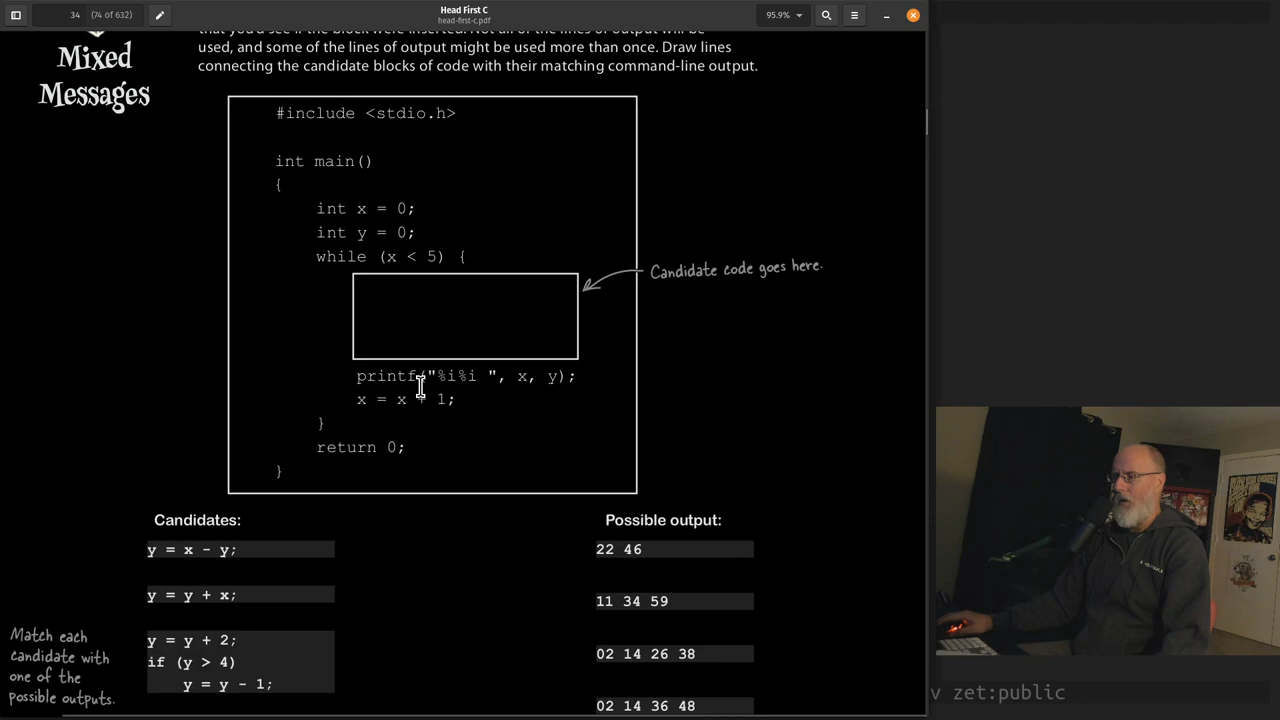 34 (74 of 632)
Head First C
head-first-c.pdf
95.9%
Mixed
Messages
used, and some of the lines of output might be used more than once. Draw lines
connecting the candidate blocks of code with their matching command-line output.
#include <stdio.h>
int main()
{
int x = 0;
int y = 0;
while (x < 5) {
Candidate code goes here.
printf("%i%i ", x, y);
x = x + 1;
}
return 0;
}
Candidates:
y = x - y;
y = y + x;
y = y + 2;
if (y > 4)
y = y - 1;
Match each
candidate with
one of the
possible outputs.
Possible output:
22 46
11 34 59
02 14 26 38
02 14 36 48
v zet:public